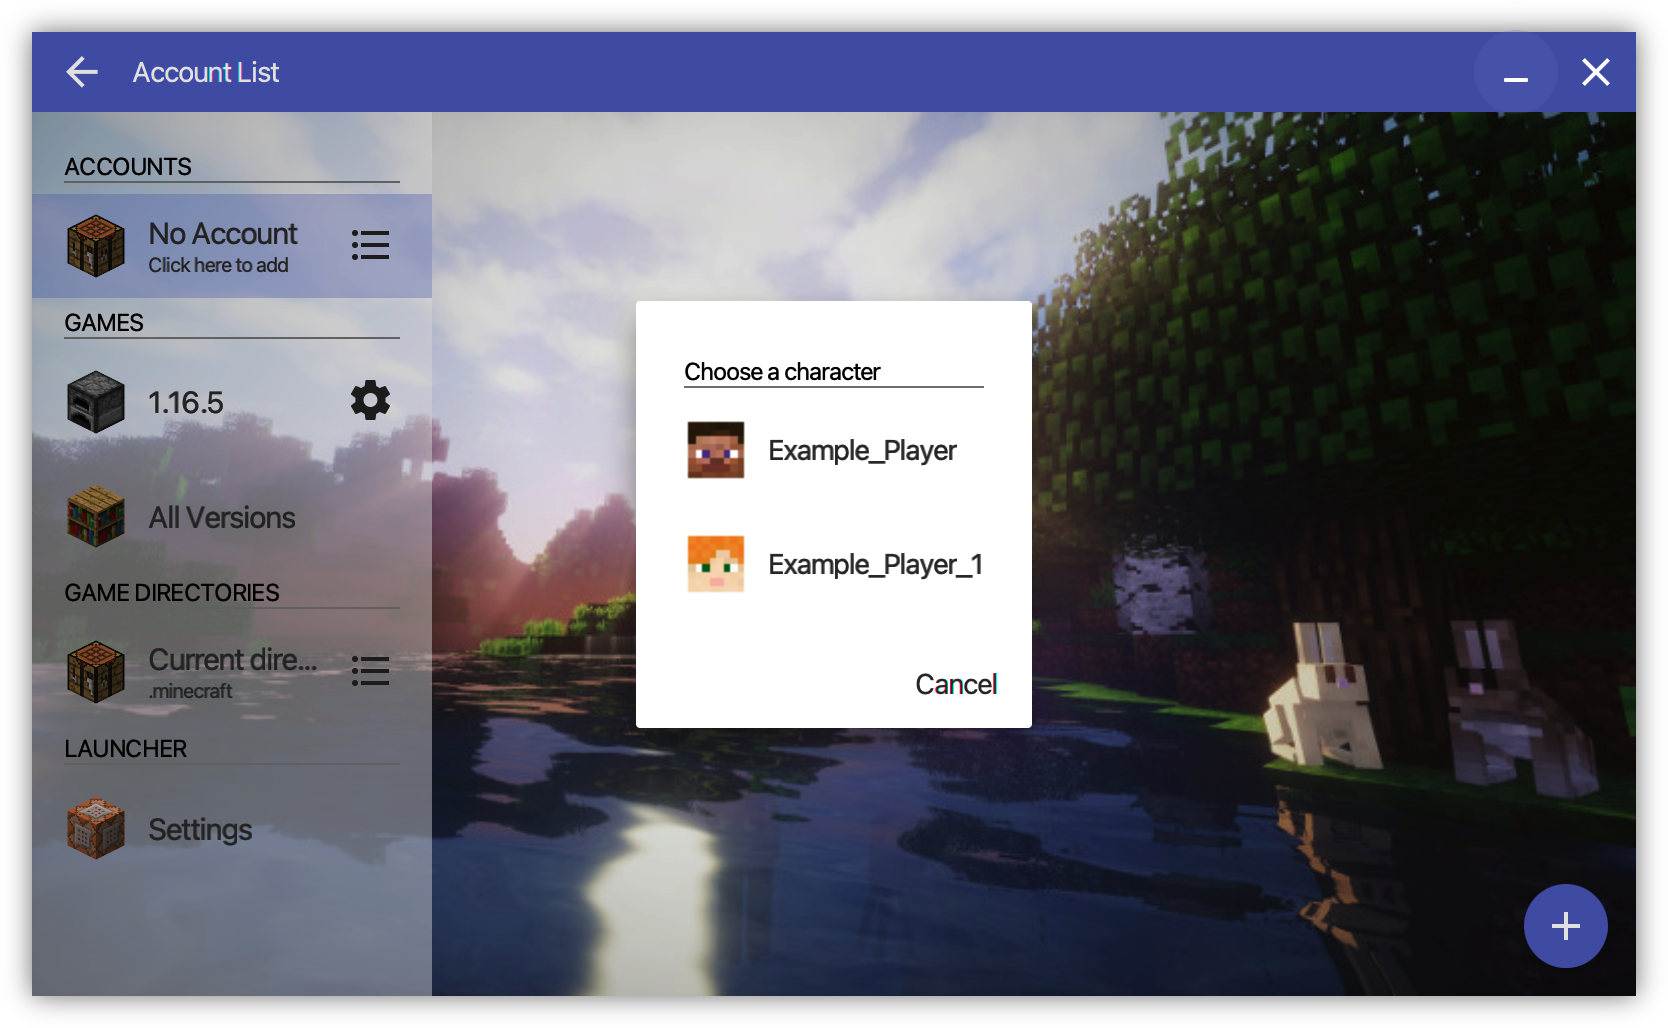 Account List
ACCOUNTS
No Account
Click here to add
GAMES
1.16.5
All Versions
GAME DIRECTORIES
Current dire...
.minecraft
LAUNCHER
Settings
Choose a character
Example_Player
Example_Player_1
Cancel